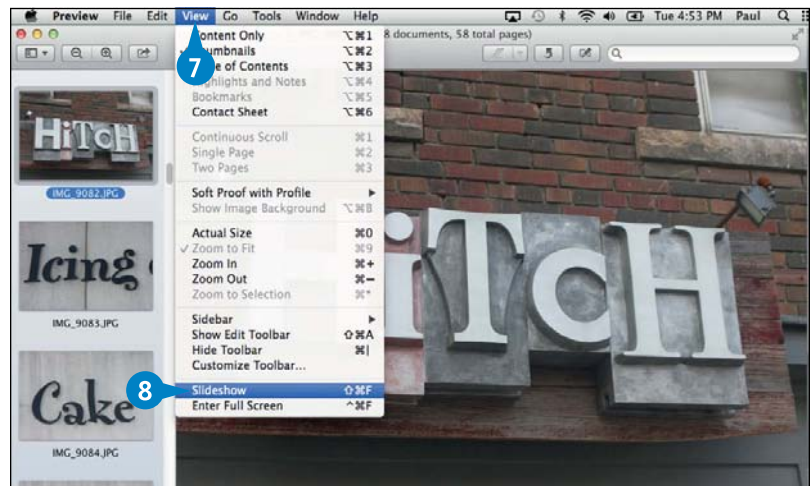 Preview File Edit View Go Tools Window Help Tue 4:53 PM Paul
8 documents, 58 total pages)
7
Content Only ⌥⌘1
Thumbnails ⌥⌘2
of Contents ⌥⌘3
Highlights and Notes ⌥⌘4
Bookmarks ⌥⌘5
Contact Sheet ⌥⌘6
Continuous Scroll ⌘1
Single Page ⌘2
Two Pages ⌘3
Soft Proof with Profile
Show Image Background ⌥⌘B
Actual Size ⌘0
✓ Zoom to Fit ⌘9
Zoom In ⌘+
Zoom Out ⌘−
Zoom to Selection ⌘*
Sidebar
Show Edit Toolbar ⇧⌘A
Hide Toolbar ⌘|
Customize Toolbar...
8
Slideshow ⇧⌘F
Enter Full Screen ^⌘F
HiTcH
IMG_9082.JPG
Icing
IMG_9083.JPG
Cake
IMG_9084.JPG
HiTcH